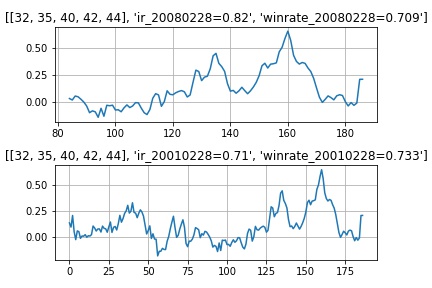 [[32, 35, 40, 42, 44], 'ir_20080228=0.82', 'winrate_20080228=0.709']
0.50
0.25
0.00
80 100 120 140 160 180
[[32, 35, 40, 42, 44], 'ir_20010228=0.71', 'winrate_20010228=0.733']
0.50
0.25
0.00
0 25 50 75 100 125 150 175